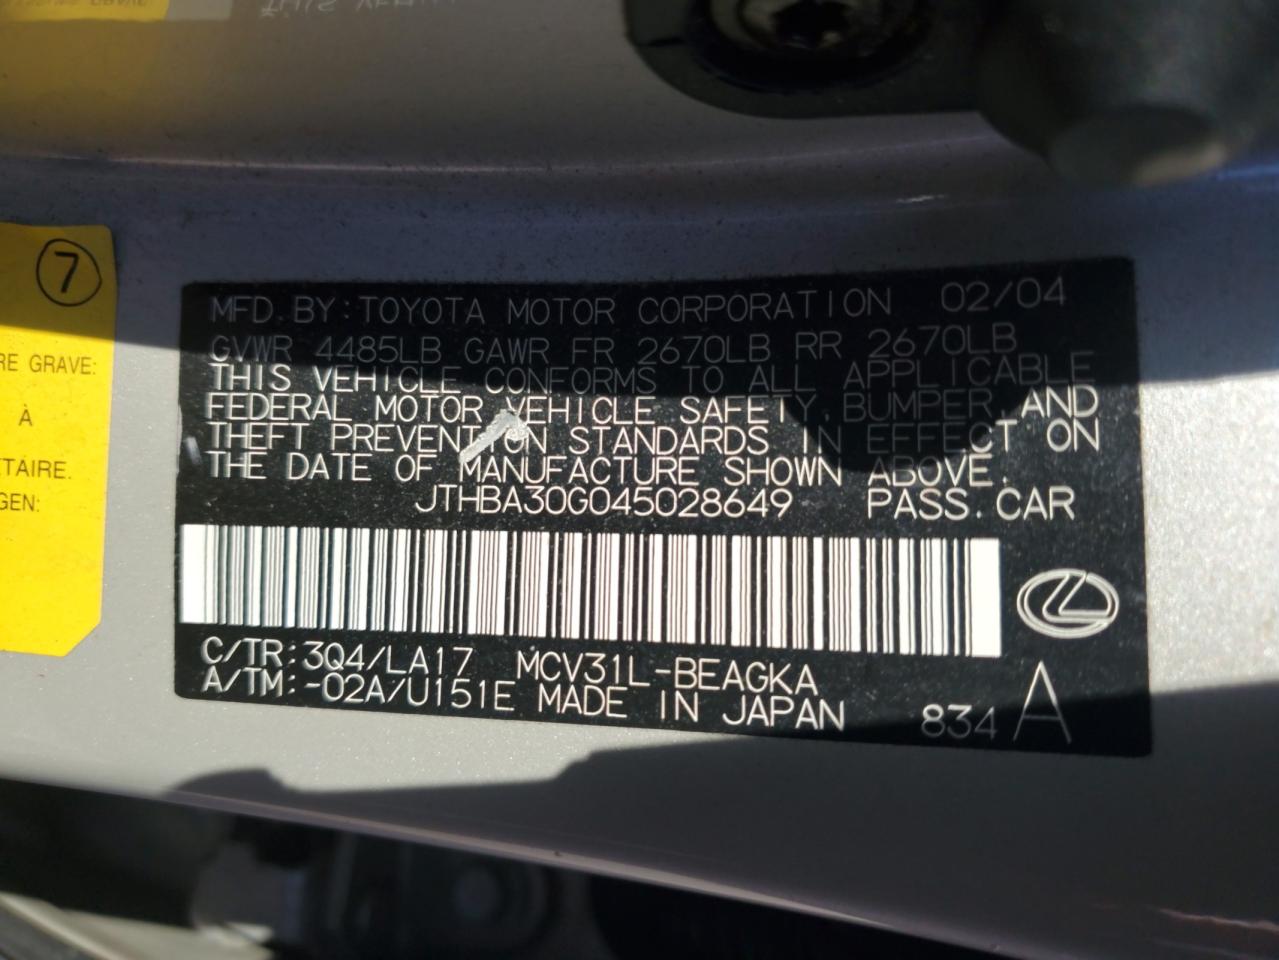 7
RE GRAVE:
À
ETAIRE.
GEN:
MFD. BY: TOYOTA MOTOR CORPORATION 02/04
GVWR 4485LB GAWR FR 2670LB RR 2670LB
THIS VEHICLE CONFORMS TO ALL APPLICABLE
FEDERAL MOTOR VEHICLE SAFETY, BUMPER, AND
THEFT PREVENTION STANDARDS IN EFFECT ON
THE DATE OF MANUFACTURE SHOWN ABOVE.
JTHBA30G045028649 PASS. CAR
C/TR: 3Q4/LA17 MCV31L-BEAGKA
A/TM: -02A/U151E MADE IN JAPAN 834 A